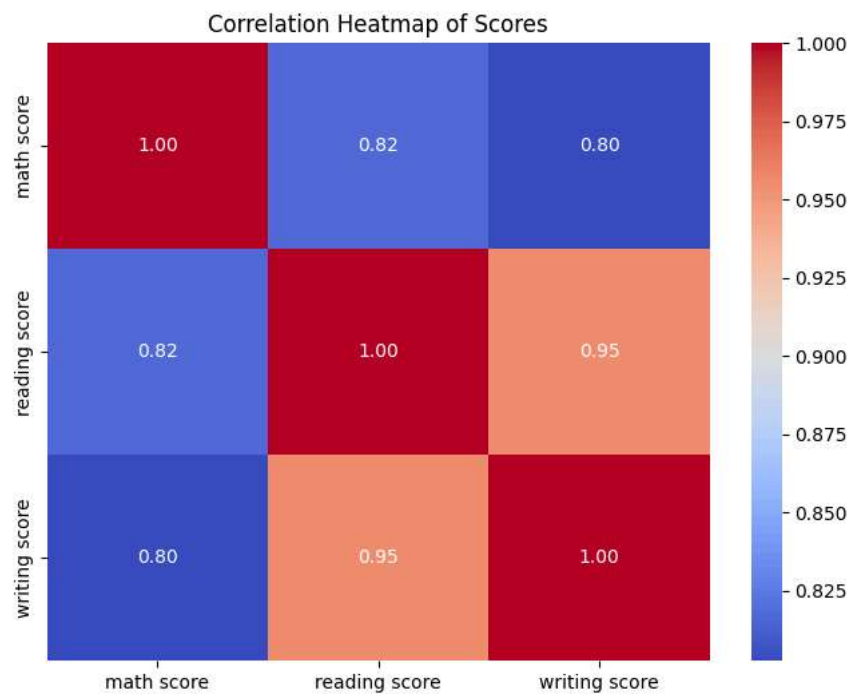 Correlation Heatmap of Scores
math score
1.00
0.82
0.80
reading score
0.82
1.00
0.95
writing score
0.80
0.95
1.00
math score
reading score
writing score
1.000
0.975
0.950
0.925
0.900
0.875
0.850
0.825